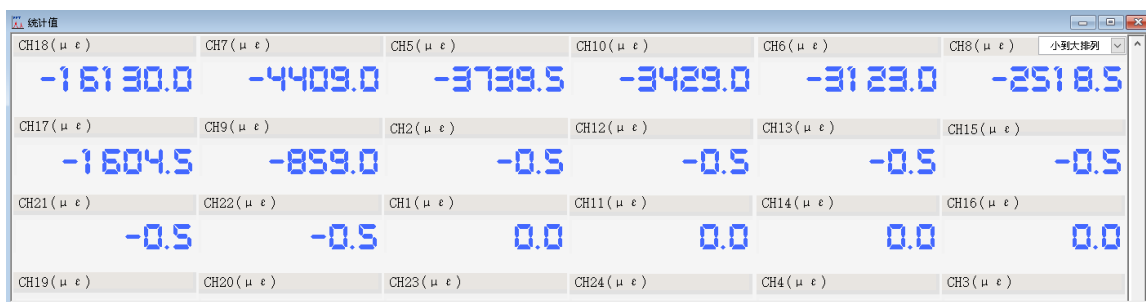 统计值
CH18(μ ε) CH7(μ ε) CH5(μ ε) CH10(μ ε) CH6(μ ε) CH8(μ ε) 小到大排列
-16130.0 -4409.0 -3739.5 -3429.0 -3123.0 -2518.5
CH17(μ ε) CH9(μ ε) CH2(μ ε) CH12(μ ε) CH13(μ ε) CH15(μ ε)
-1604.5 -859.0 -0.5 -0.5 -0.5 -0.5
CH21(μ ε) CH22(μ ε) CH1(μ ε) CH11(μ ε) CH14(μ ε) CH16(μ ε)
-0.5 -0.5 0.0 0.0 0.0 0.0
CH19(μ ε) CH20(μ ε) CH23(μ ε) CH24(μ ε) CH4(μ ε) CH3(μ ε)